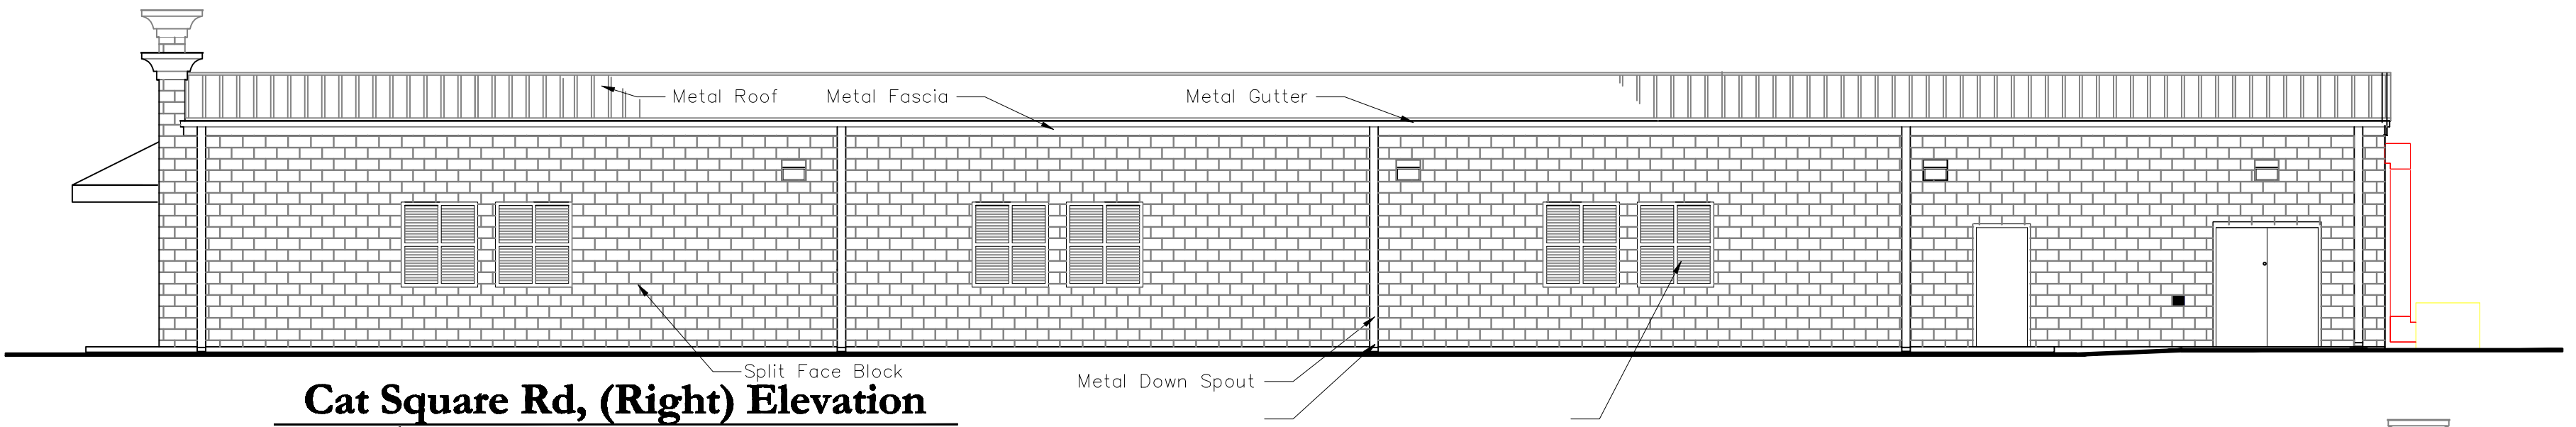 Metal Roof
Metal Fascia
Metal Gutter
Split Face Block
Metal Down Spout
Cat Square Rd, (Right) Elevation